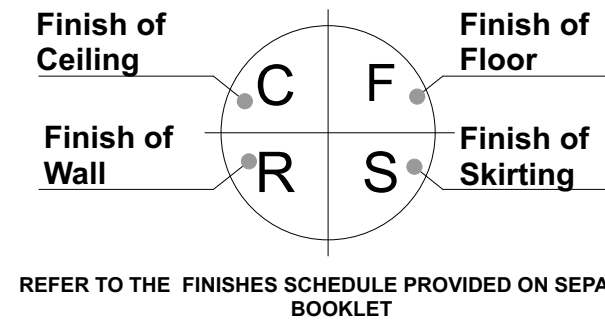 Finish of
Ceiling
Finish of
Floor
C
F
Finish of
Wall
Finish of
Skirting
R
S
REFER TO THE FINISHES SCHEDULE PROVIDED ON
BOOKLET